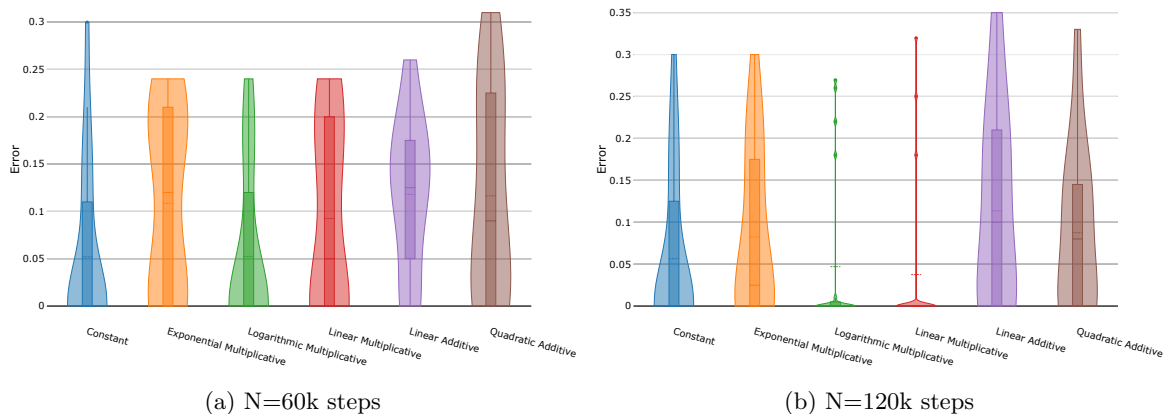 0.3
0.25
0.2
0.15
0.1
0.05
0
Error
Constant
Exponential Multiplicative
Logarithmic Multiplicative
Linear Multiplicative
Linear Additive
Quadratic Additive
(a) N=60k steps
0.35
0.3
0.25
0.2
0.15
0.1
0.05
0
Error
Constant
Exponential Multiplicative
Logarithmic Multiplicative
Linear Multiplicative
Linear Additive
Quadratic Additive
(b) N=120k steps